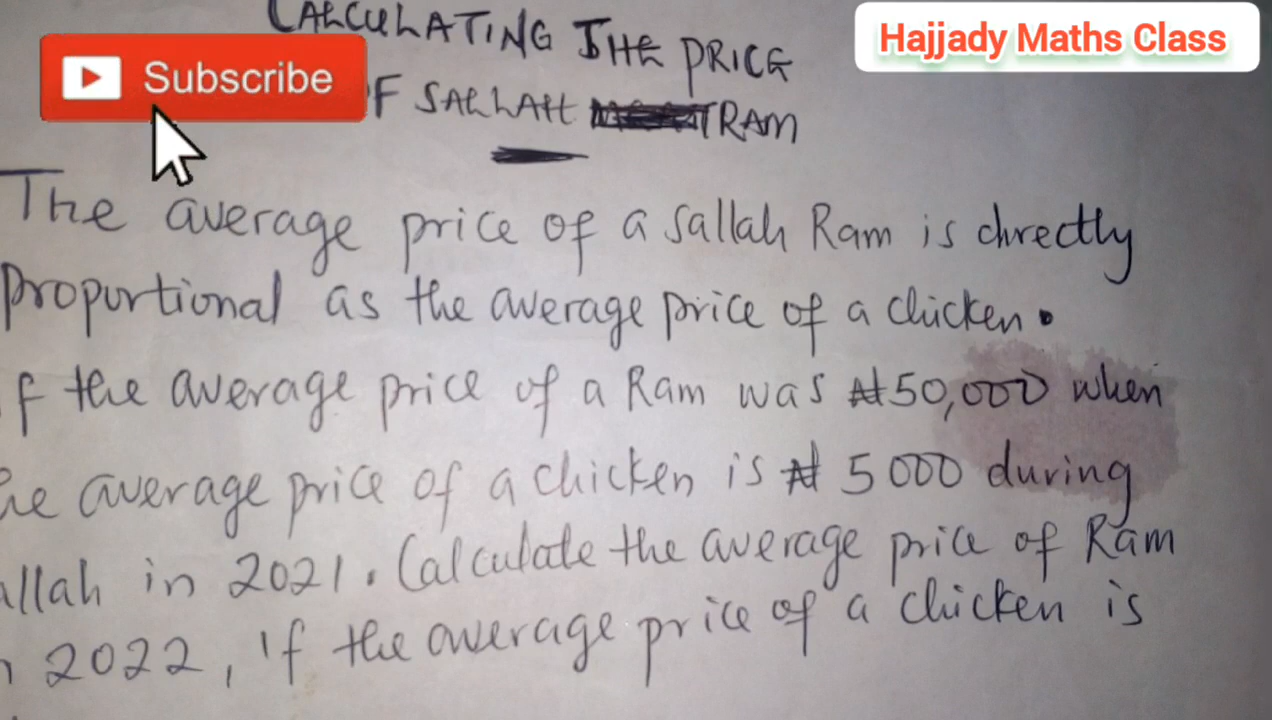 CALCULATING THE PRICE
Hajjady Maths Class
Subscribe
F SALLAH RAM
The average price of a Sallah Ram is directly
Proportional as the average price of a chicken.
f the average price of a Ram was ₦50,000 when
he average price of a chicken is ₦ 5000 during
allah in 2021. Calculate the average price of Ram
n 2022, if the average price of a chicken is